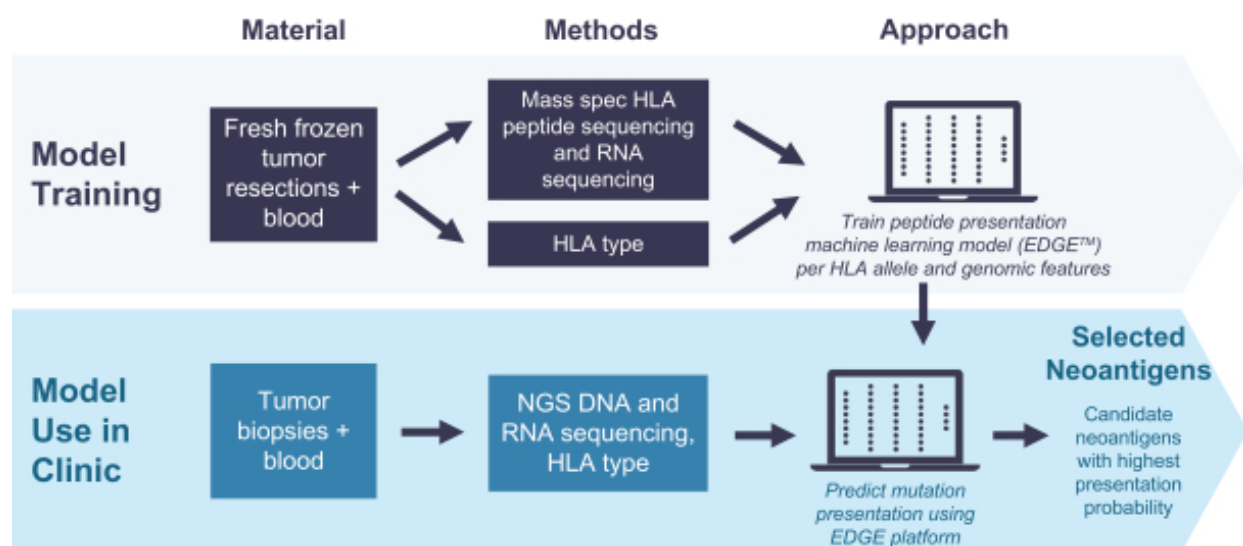 Material
Methods
Approach
Model
Training
Fresh frozen
tumor
resections +
blood
Mass spec HLA
peptide sequencing
and RNA
sequencing
HLA type
Train peptide presentation
machine learning model (EDGE™)
per HLA allele and genomic features
Model
Use in
Clinic
Tumor
biopsies +
blood
NGS DNA and
RNA sequencing,
HLA type
Predict mutation
presentation using
EDGE platform
Selected
Neoantigens
Candidate
neoantigens
with highest
presentation
probability